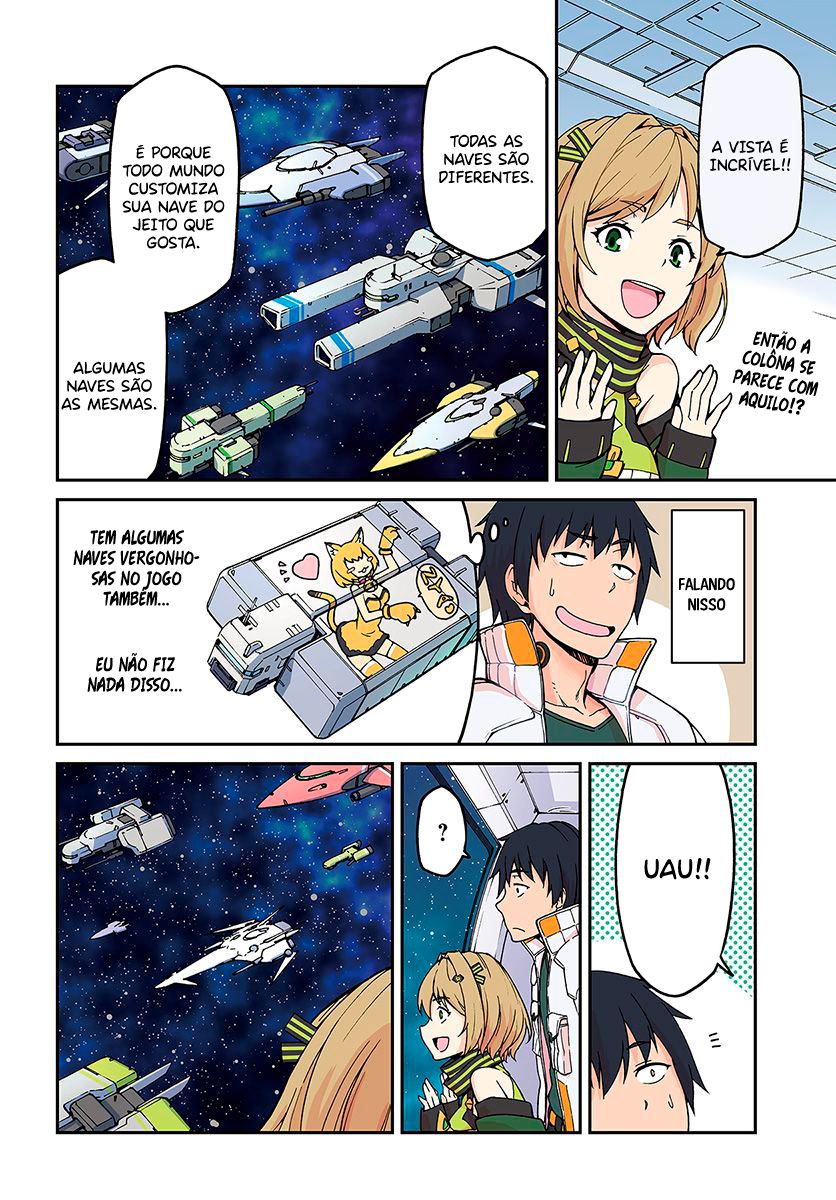 A VISTA É
INCRÍVEL!!
ENTÃO A
COLÔNA SE
PARECE COM
AQUILO!?
TODAS AS
NAVES SÃO
DIFERENTES.
É PORQUE
TODO MUNDO
CUSTOMIZA
SUA NAVE DO
JEITO QUE
GOSTA.
ALGUMAS
NAVES SÃO
AS MESMAS.
FALANDO
NISSO
TEM ALGUMAS
NAVES VERGONHO-
SAS NO JOGO
TAMBÉM...
EU NÃO FIZ
NADA DISSO...
UAU!!
?